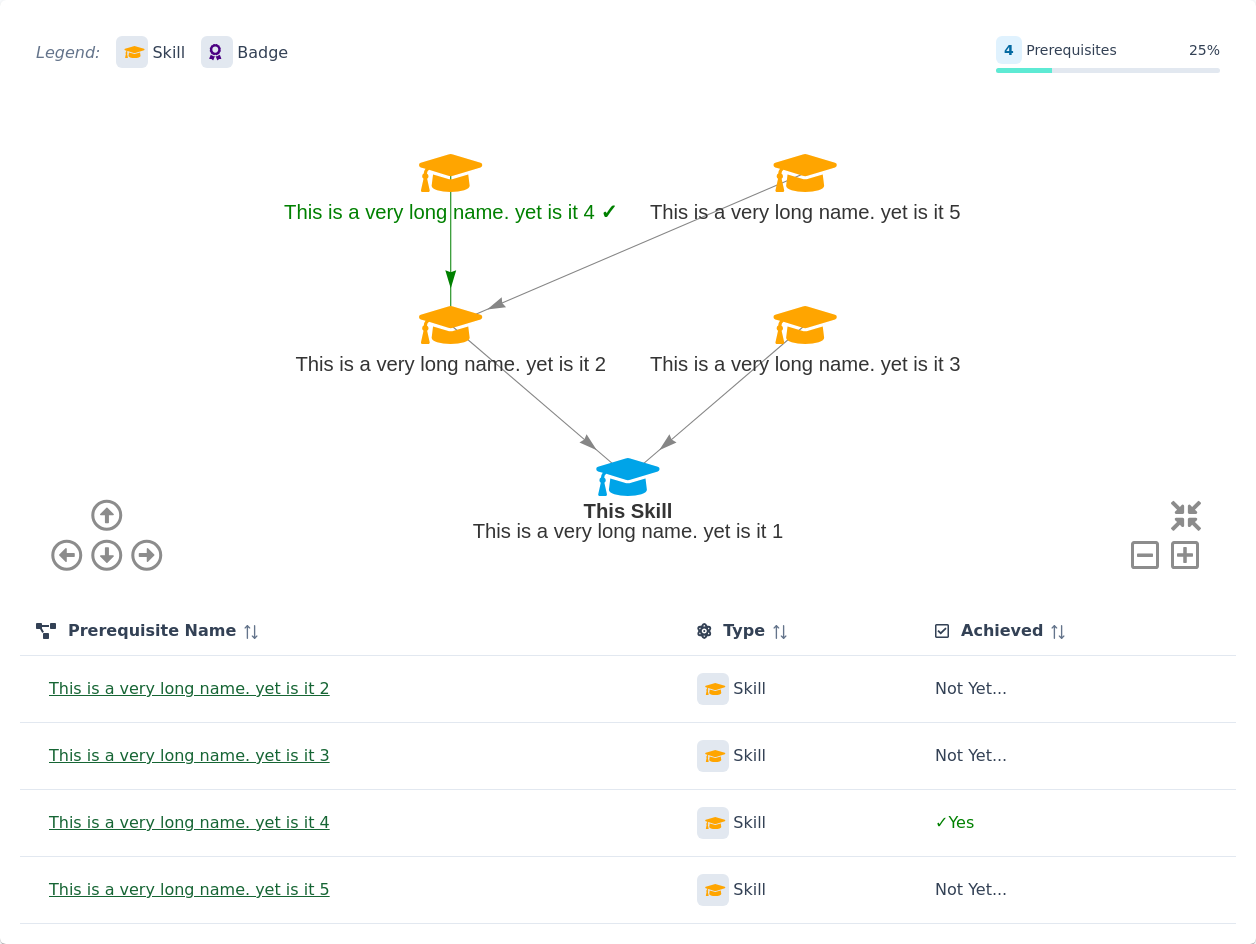 Legend: Skill Badge
4 Prerequisites 25%
This is a very long name. yet is it 4 ✓ This is a very long name. yet is it 5
This is a very long name. yet is it 2 This is a very long name. yet is it 3
This Skill
This is a very long name. yet is it 1
Prerequisite Name Type Achieved
This is a very long name. yet is it 2 Skill Not Yet...
This is a very long name. yet is it 3 Skill Not Yet...
This is a very long name. yet is it 4 Skill ✓Yes
This is a very long name. yet is it 5 Skill Not Yet...